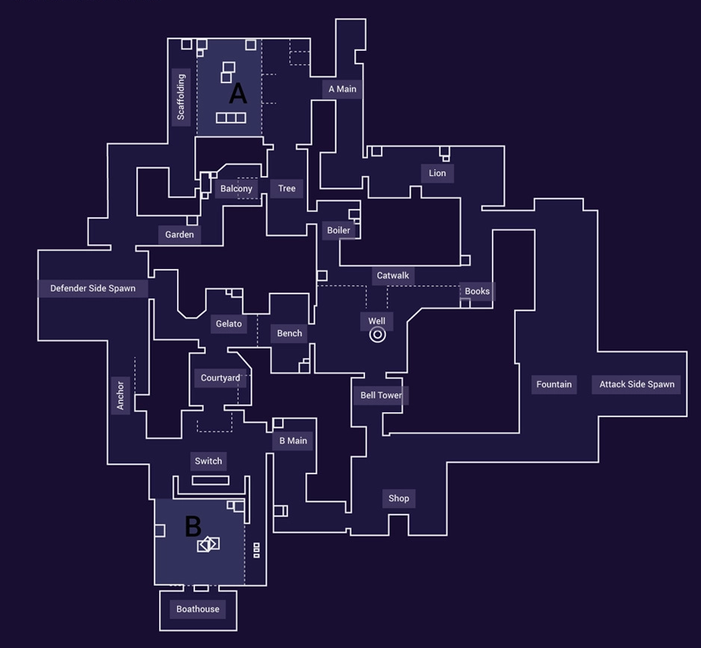 A Main
Scaffolding
A
Lion
Balcony
Tree
Garden
Boiler
Catwalk
Defender Side Spawn
Books
Well
Gelato
Bench
Courtyard
Fountain
Attack Side Spawn
Anchor
Bell Tower
B Main
Switch
Shop
B
Boathouse